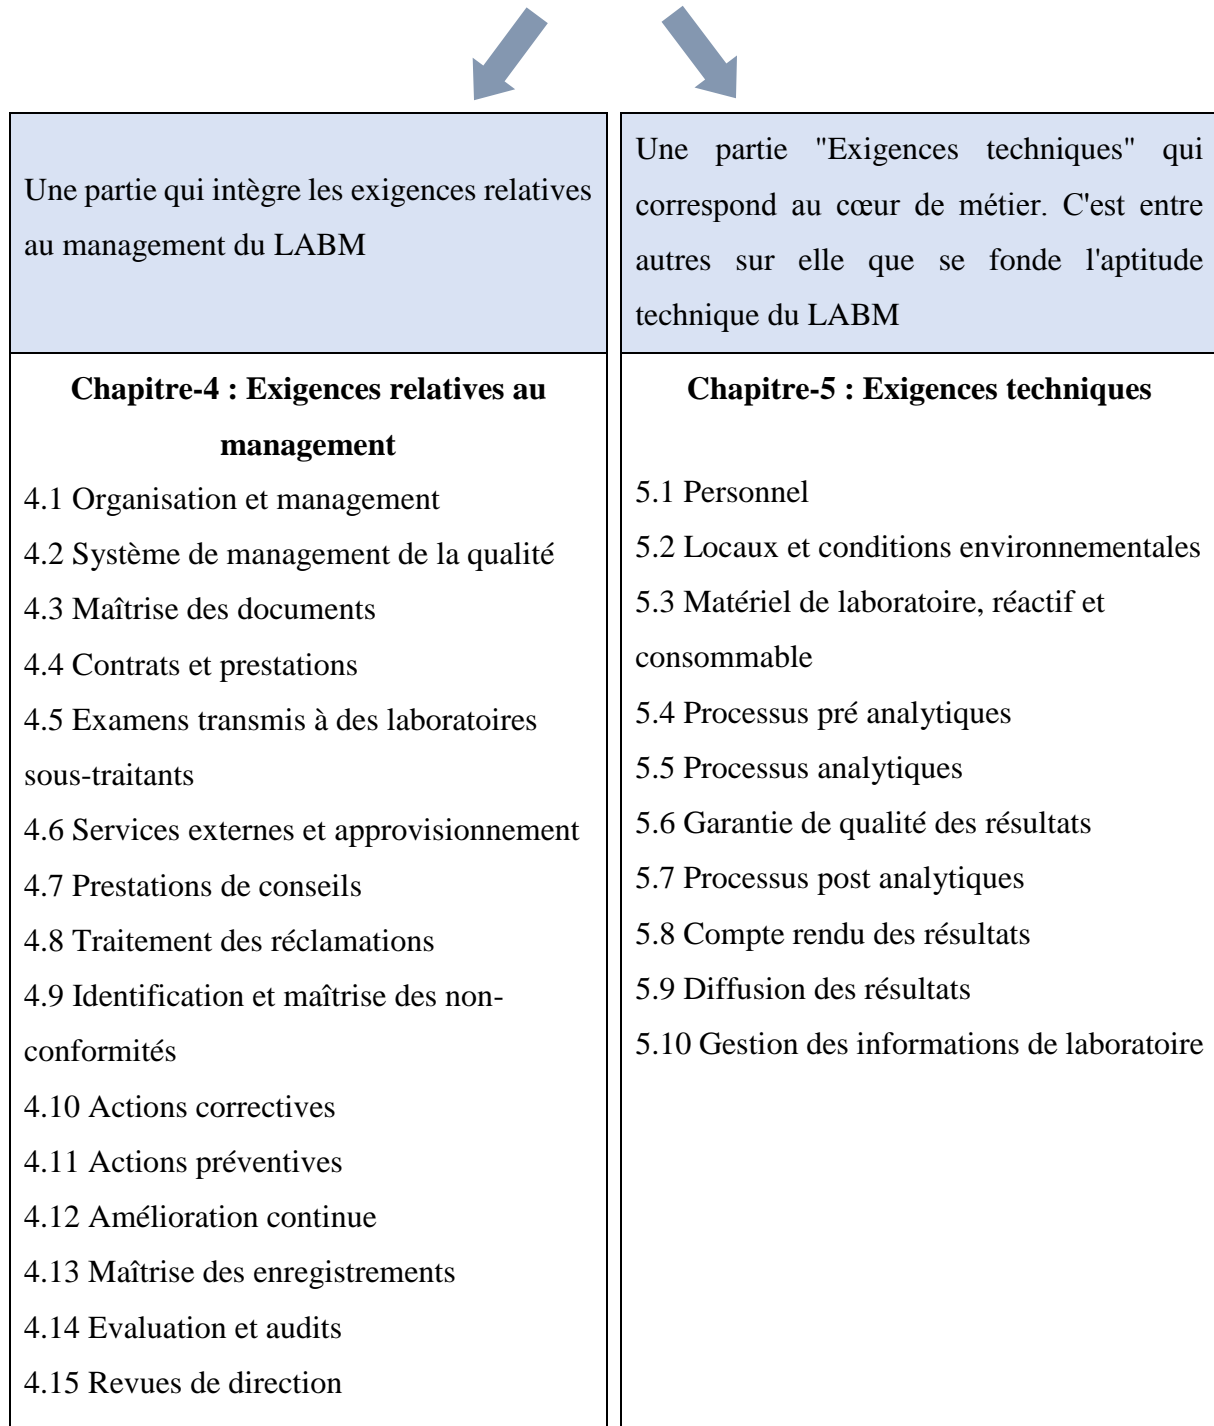 Une partie qui intègre les exigences relatives
au management du LABM
Une partie "Exigences techniques" qui
correspond au cœur de métier. C'est entre
autres sur elle que se fonde l'aptitude
technique du LABM
Chapitre-4 : Exigences relatives au
management
4.1 Organisation et management
4.2 Système de management de la qualité
4.3 Maîtrise des documents
4.4 Contrats et prestations
4.5 Examens transmis à des laboratoires
sous-traitants
4.6 Services externes et approvisionnement
4.7 Prestations de conseils
4.8 Traitement des réclamations
4.9 Identification et maîtrise des non-
conformités
4.10 Actions correctives
4.11 Actions préventives
4.12 Amélioration continue
4.13 Maîtrise des enregistrements
4.14 Evaluation et audits
4.15 Revues de direction
Chapitre-5 : Exigences techniques
5.1 Personnel
5.2 Locaux et conditions environnementales
5.3 Matériel de laboratoire, réactif et
consommable
5.4 Processus pré analytiques
5.5 Processus analytiques
5.6 Garantie de qualité des résultats
5.7 Processus post analytiques
5.8 Compte rendu des résultats
5.9 Diffusion des résultats
5.10 Gestion des informations de laboratoire